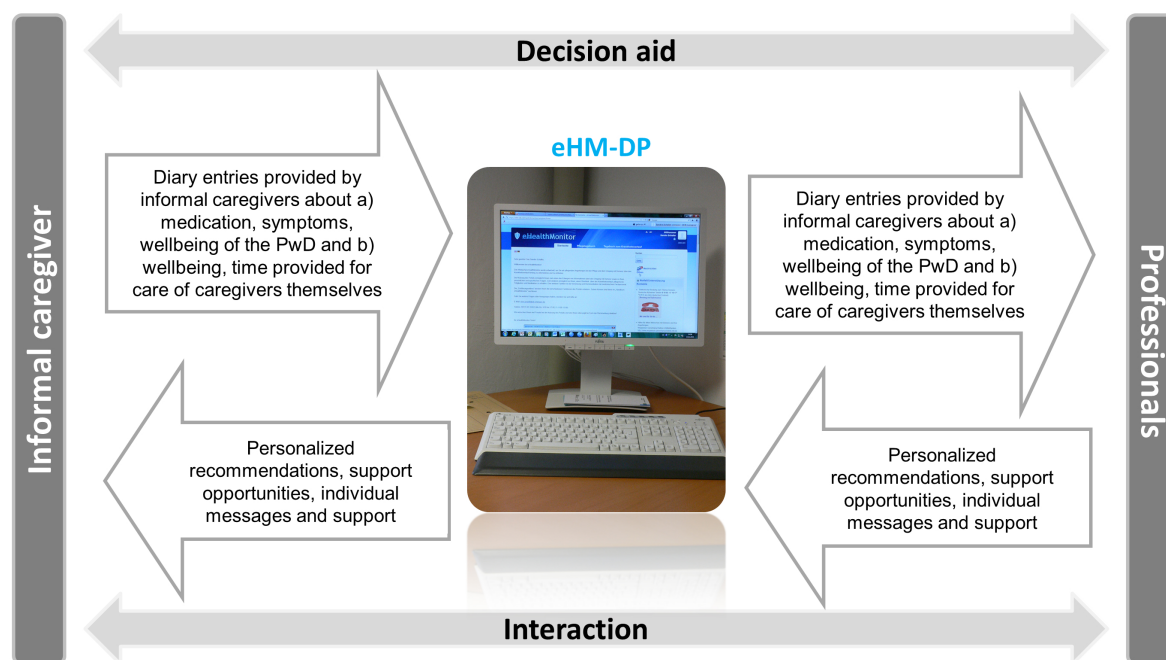 Decision aid
Informal caregiver
Diary entries provided by
informal caregivers about a)
medication, symptoms,
wellbeing of the PwD and b)
wellbeing, time provided for
care of caregivers themselves
eHM-DP
eHealthMonitor
Diary entries provided by
informal caregivers about a)
medication, symptoms,
wellbeing of the PwD and b)
wellbeing, time provided for
care of caregivers themselves
Professionals
Personalized
recommendations, support
opportunities, individual
messages and support
Personalized
recommendations, support
opportunities, individual
messages and support
Interaction